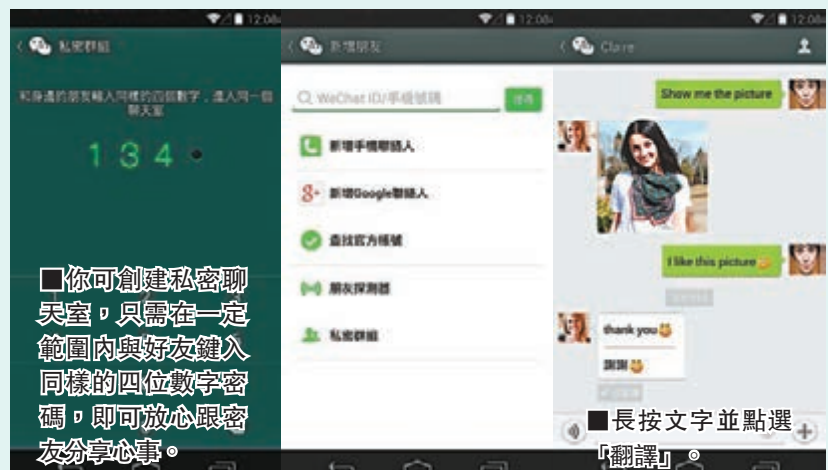 12:08
私密群組
和身邊的朋友輸入同樣的四個數字，進入同一個
聊天室
1 3 4
■你可創建私密聊
天室，只需在一定
範圍內與好友鍵入
同樣的四位數字密
碼，即可放心跟密
友分享心事。
12:08
新增朋友
WeChat ID/手機號碼
新增手機聯絡人
新增Google聯絡人
查找官方帳號
朋友探測器
私密群組
12:08
Claire
Show me the picture
I like this picture
thank you
謝謝
■長按文字並點選
「翻譯」。